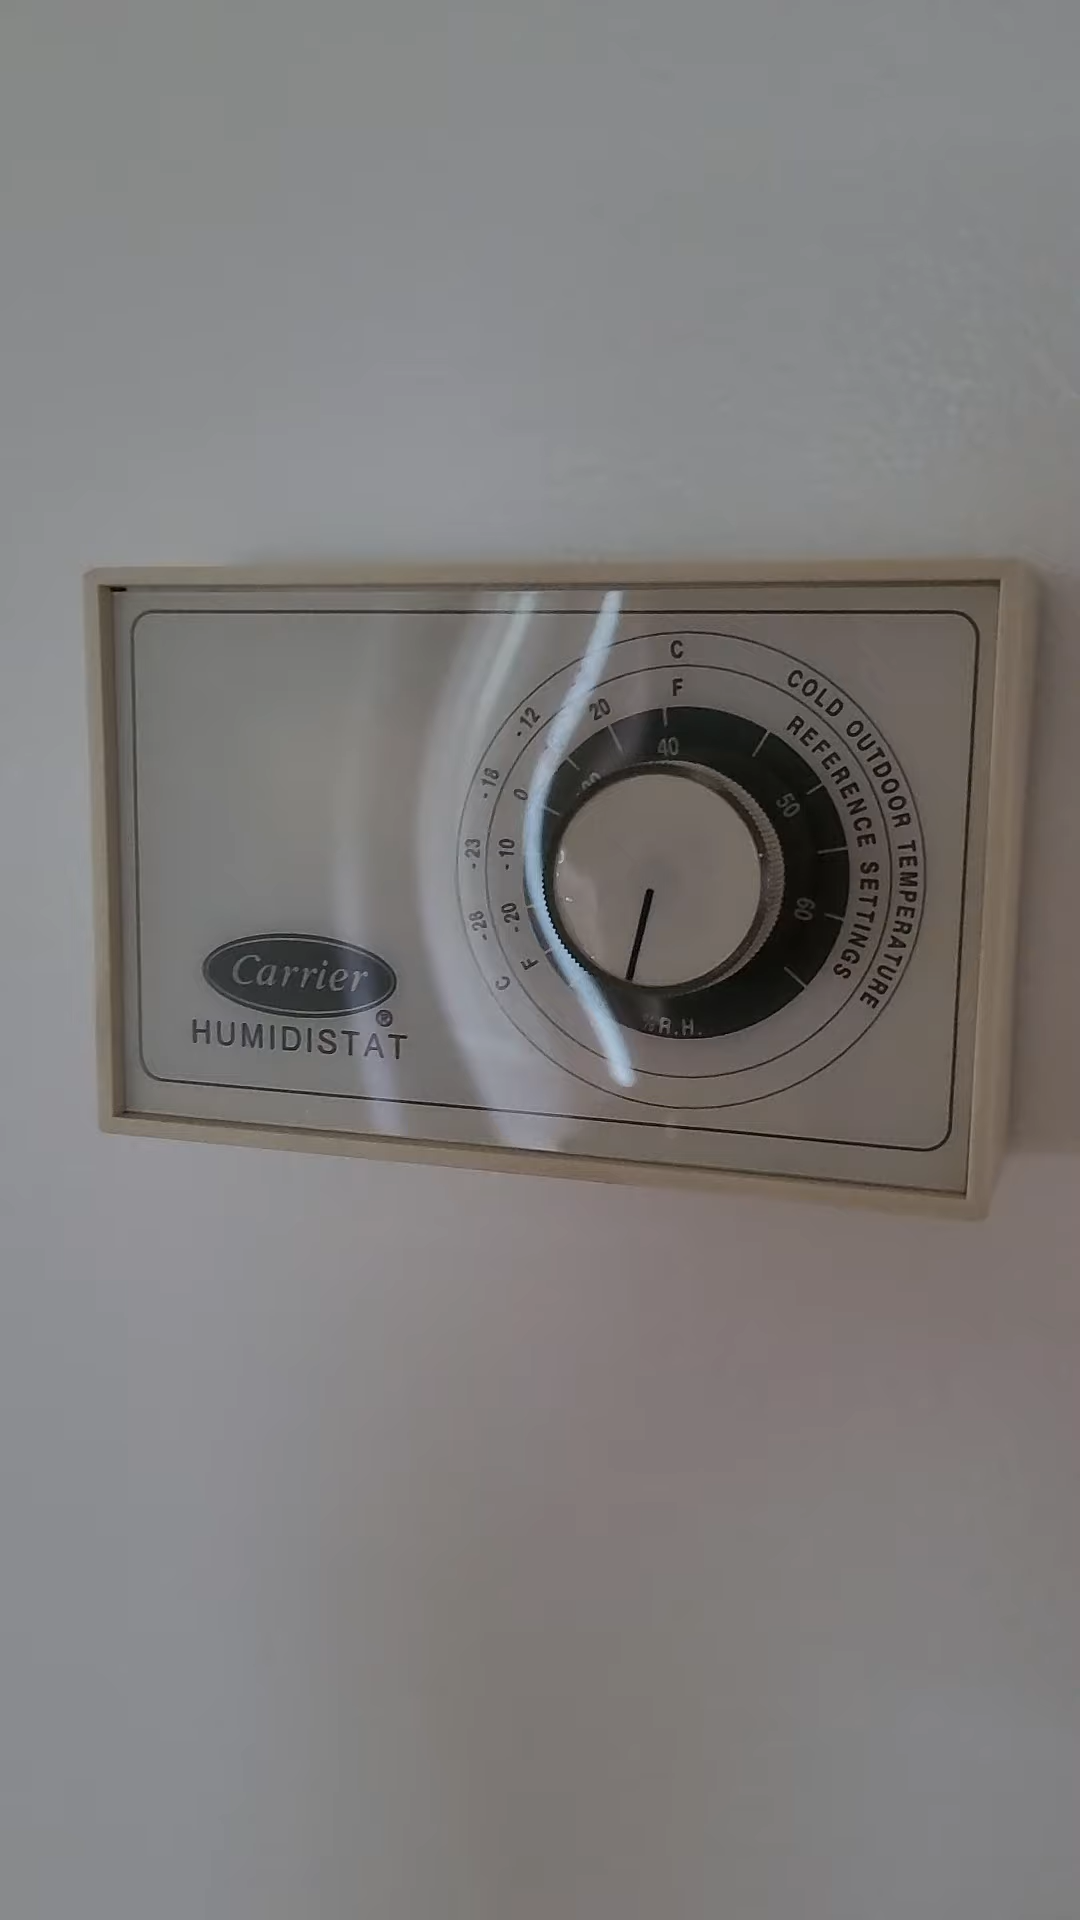 C
F
COLD OUTDOOR TEMPERATURE
REFERENCE SETTINGS
-12
20
-18
0
-23
-10
-28
-20
C
F
40
50
60
% R.H.
Carrier
®
HUMIDISTAT